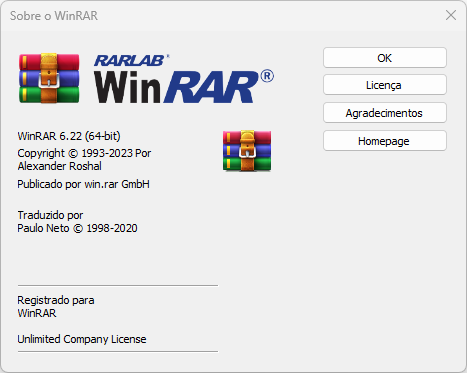 Sobre o WinRAR
RARLAB®
WinRAR®
OK
Licença
Agradecimentos
Homepage
WinRAR 6.22 (64-bit)
Copyright © 1993-2023 Por
Alexander Roshal
Publicado por win.rar GmbH
Traduzido por
Paulo Neto © 1998-2020
Registrado para
WinRAR
Unlimited Company License